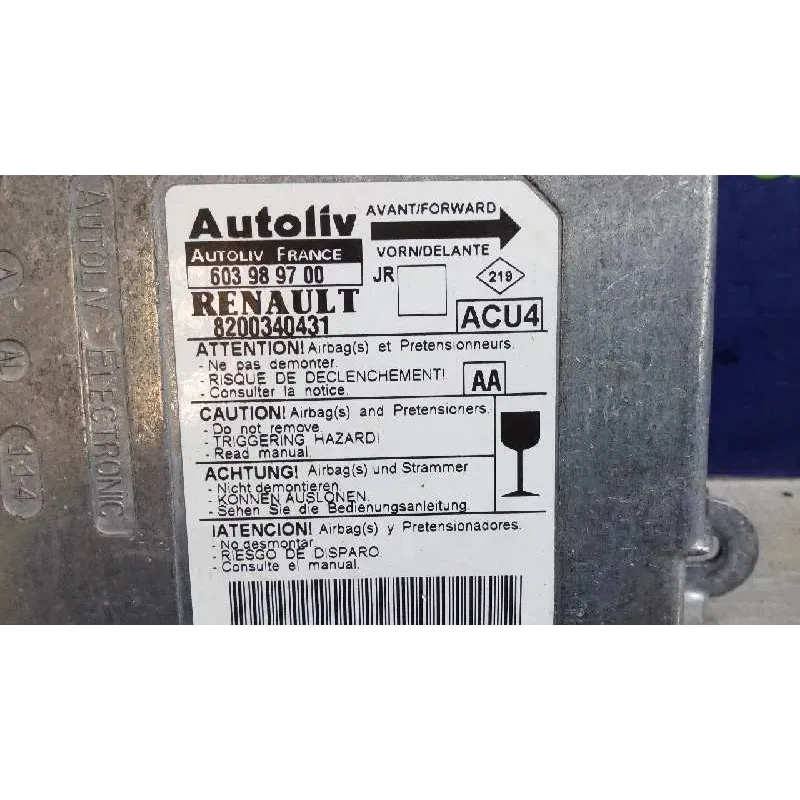 Autoliv
AVANT/FORWARD
AUTOLIV FRANCE
VORN/DELANTE
603 98 97 00
JR
219
RENAULT
8200340431
ACU4
ATTENTION! Airbag(s) et Pretensionneurs.
- Ne pas demonter.
- RISQUE DE DECLENCHEMENT!
- Consulter la notice.
AA
CAUTION! Airbag(s) and Pretensioners.
- Do not remove.
- TRIGGERING HAZARD!
- Read manual.
ACHTUNG! Airbag(s) und Strammer
- Nicht demontieren.
- KONNEN AUSLONEN.
- Sehen Sie die Bedienungsanleitung.
¡ATENCION! Airbag(s) y Pretensionadores.
- No desmontar.
- RIESGO DE DISPARO.
- Consulte el manual.
AUTOLIV ELECTRONIC
A
A
114